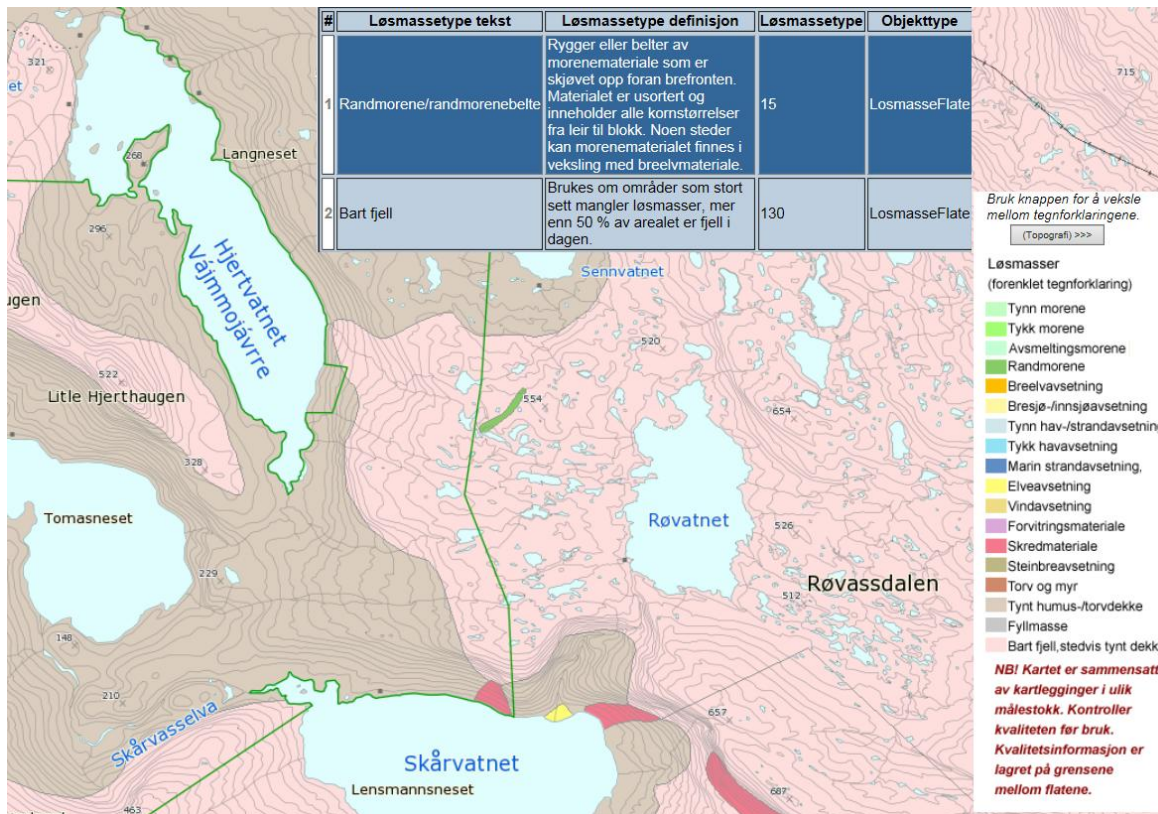 # Løsmassetype tekst Løsmassetype definisjon Løsmassetype Objekttype
1 Randmorene/randmorenebelte
Rygger eller belter av
morenemateriale som er
skjøvet opp foran brefronten.
Materialet er usortert og
inneholder alle kornstørrelser
fra leir til blokk. Noen steder
kan morenematerialet finnes i
veksling med breelvmateriale.
15
LosmasseFlate
2 Bart fjell
Brukes om områder som stort
sett mangler løsmasser, mer
enn 50 % av arealet er fjell i
dagen.
130
LosmasseFlate
321
et
715
Langneset
268
296
Hjertvatnet
Vájmmojávrre
Sennvatnet
ugen
520
522
Litle Hjerthaugen
554
654
328
Tomasneset
Røvatnet
526
229
Røvassdalen
512
148
210
Skårvasselva
657
Skårvatnet
Lensmannsneset
687
463
Bruk knappen for å veksle
mellom tegnforklaringene.
(Topografi) >>>
Løsmasser
(forenklet tegnforklaring)
Tynn morene
Tykk morene
Avsmeltingsmorene
Randmorene
Breelvavsetning
Bresjø-/innsjøavsetning
Tynn hav-/strandavsetning
Tykk havavsetning
Marin strandavsetning,
Elveavsetning
Vindavsetning
Forvitringsmateriale
Skredmateriale
Steinbreavsetning
Torv og myr
Tynt humus-/torvdekke
Fyllmasse
Bart fjell,stedvis tynt dekk
NB! Kartet er sammensatt
av kartlegginger i ulik
målestokk. Kontroller
kvaliteten før bruk.
Kvalitetsinformasjon er
lagret på grensene
mellom flatene.